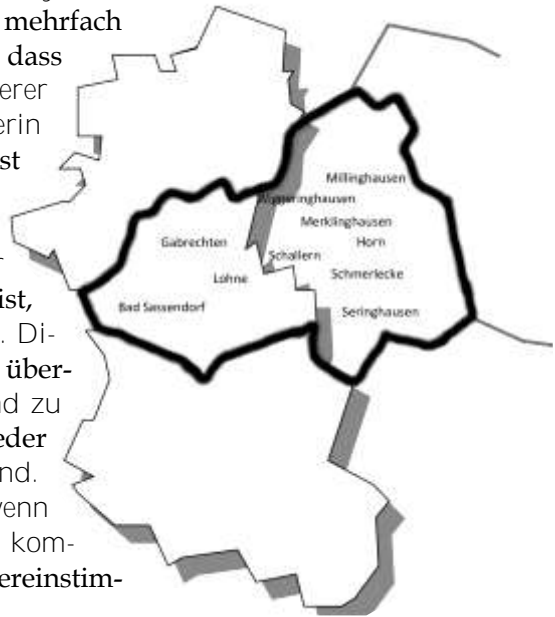 mehrfach
dass
erer
erin
st
ist,
. Di-
über-
nd zu
eder
nd.
venn
kom-
ereinstim-
Millinghausen
Merklinghausen
Horn
Gabrechten
Schallern
Lohne
Schmerlecke
Bad Sassendorf
Seringhausen